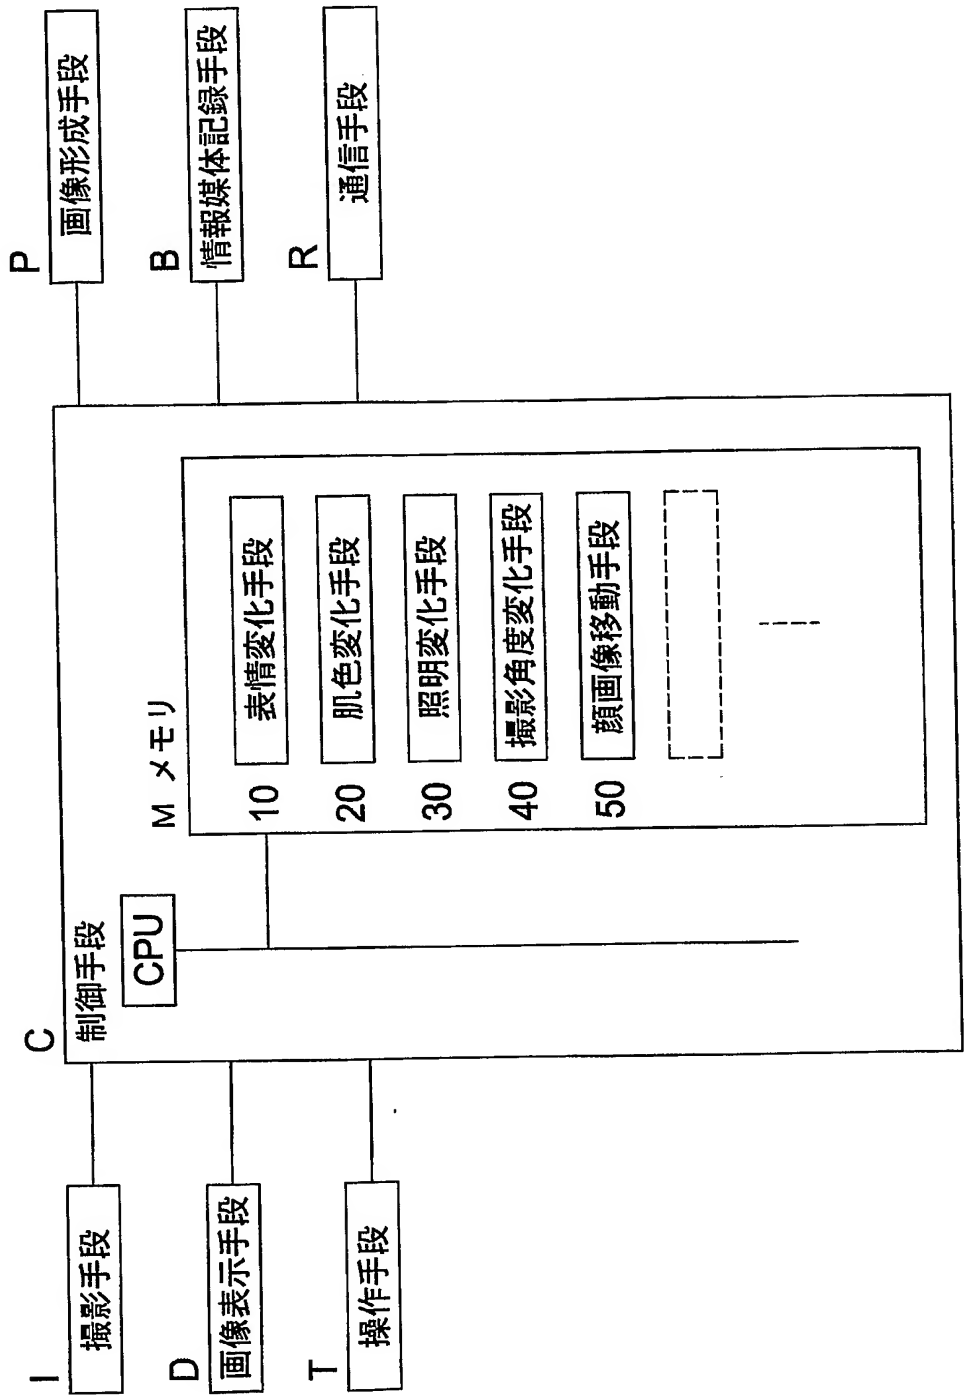 I
撮影手段
D
画像表示手段
T
操作手段
C
制御手段
CPU
M メモリ
10 表情変化手段
20 肌色変化手段
30 照明変化手段
40 撮影角度変化手段
50 顔画像移動手段
P
画像形成手段
B
情報媒体記録手段
R
通信手段